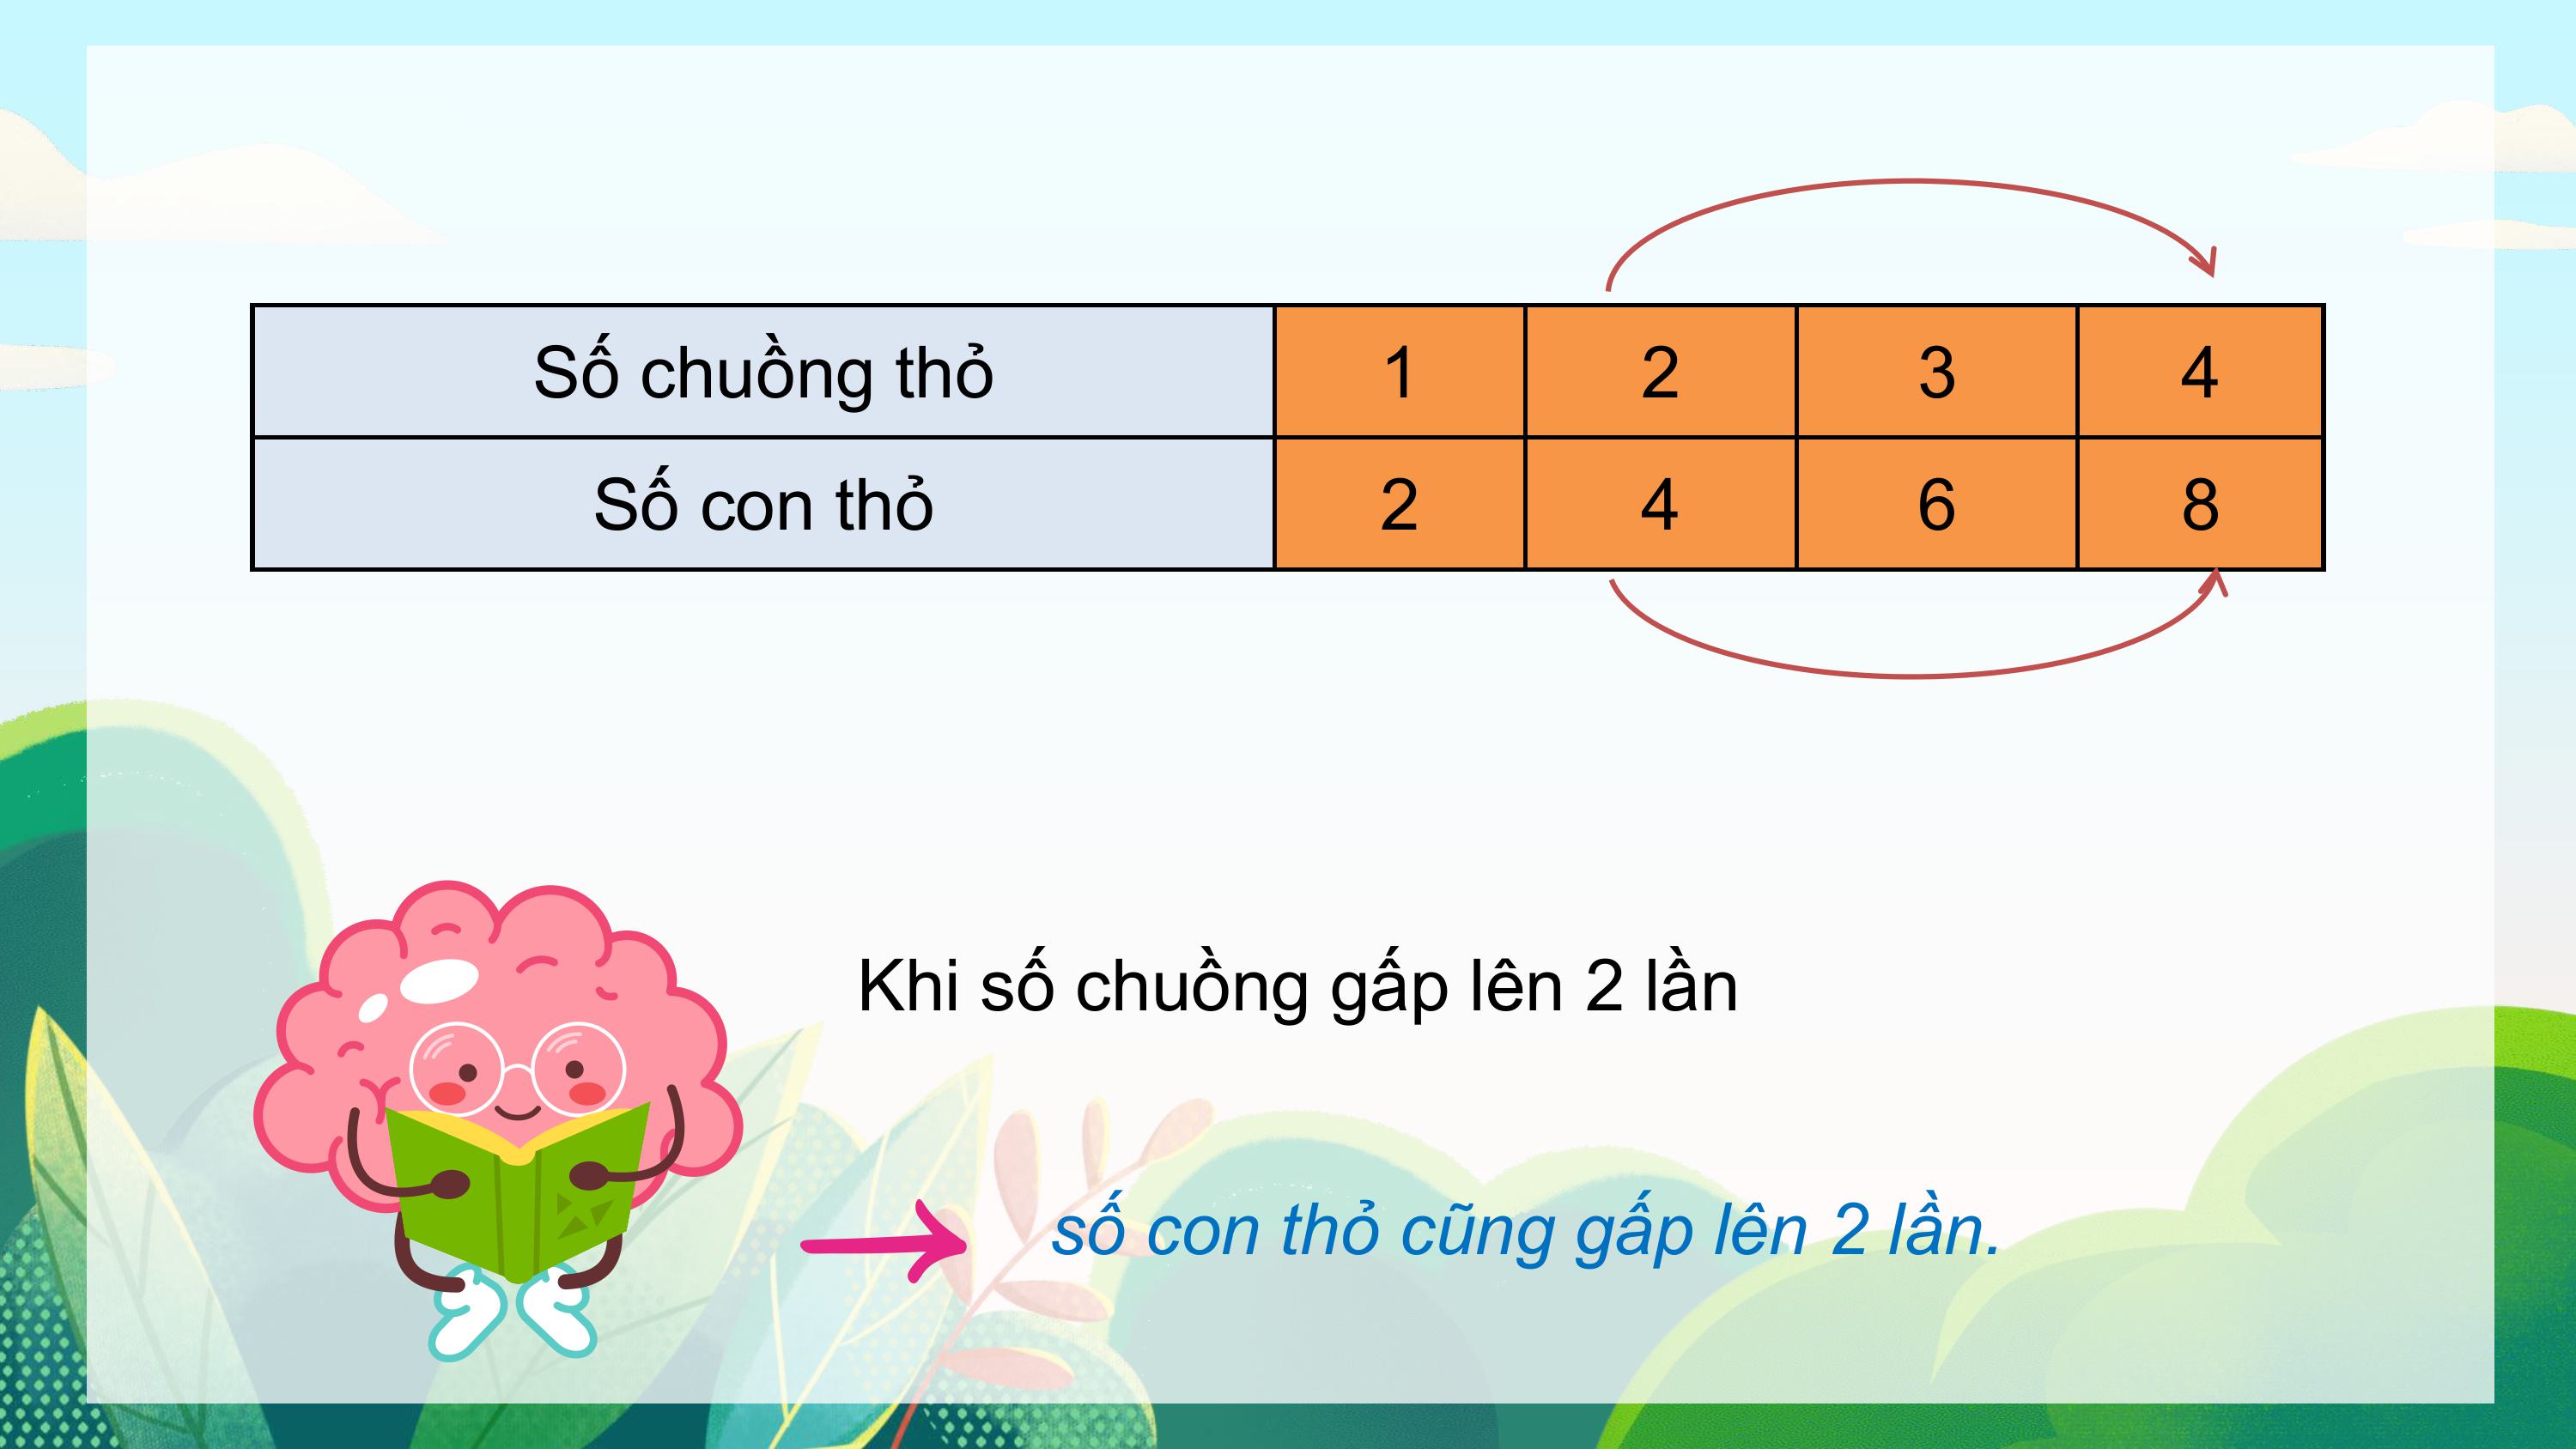 Số chuồng thỏ 1 2 3 4
Số con thỏ 2 4 6 8
Khi số chuồng gấp lên 2 lần
số con thỏ cũng gấp lên 2 lần.